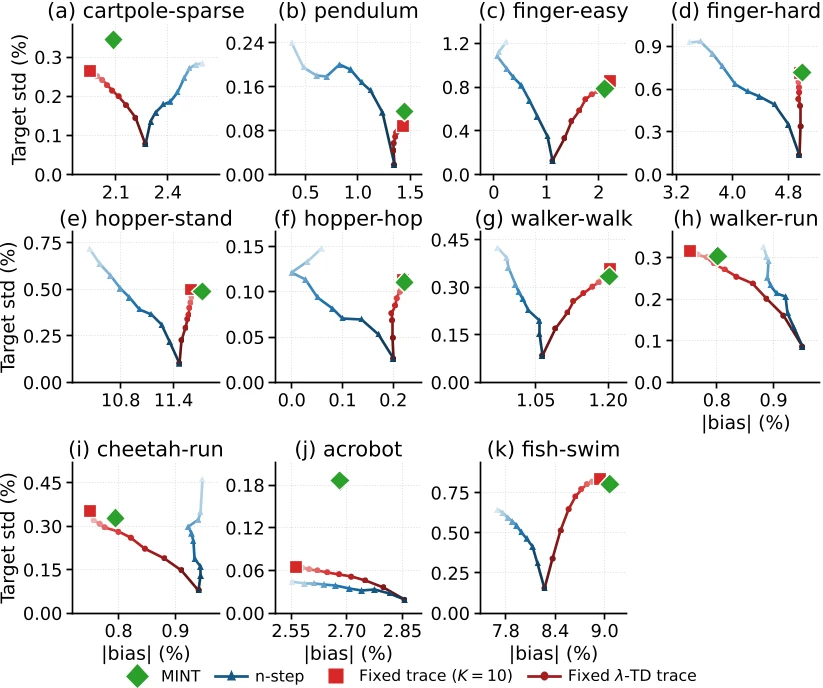 (a) cartpole-sparse (b) pendulum (c) finger-easy (d) finger-hard
Target std (%)
0.3 0.2 0.1 0.0
2.1 2.4
0.24 0.16 0.08 0.00
0.5 1.0 1.5
1.2 0.8 0.4 0.0
0 1 2
0.9 0.6 0.3 0.0
3.2 4.0 4.8
(e) hopper-stand (f) hopper-hop (g) walker-walk (h) walker-run
Target std (%)
0.75 0.50 0.25 0.00
10.8 11.4
0.15 0.10 0.05 0.00
0.0 0.1 0.2
0.45 0.30 0.15 0.00
1.05 1.20
0.3 0.2 0.1 0.0
0.8 0.9
|bias| (%)
(i) cheetah-run (j) acrobot (k) fish-swim
Target std (%)
0.45 0.30 0.15 0.00
0.8 0.9
|bias| (%)
0.18 0.12 0.06 0.00
2.55 2.70 2.85
|bias| (%)
0.75 0.50 0.25 0.00
7.8 8.4 9.0
|bias| (%)
MINT n-step Fixed trace (K = 10) Fixed λ-TD trace